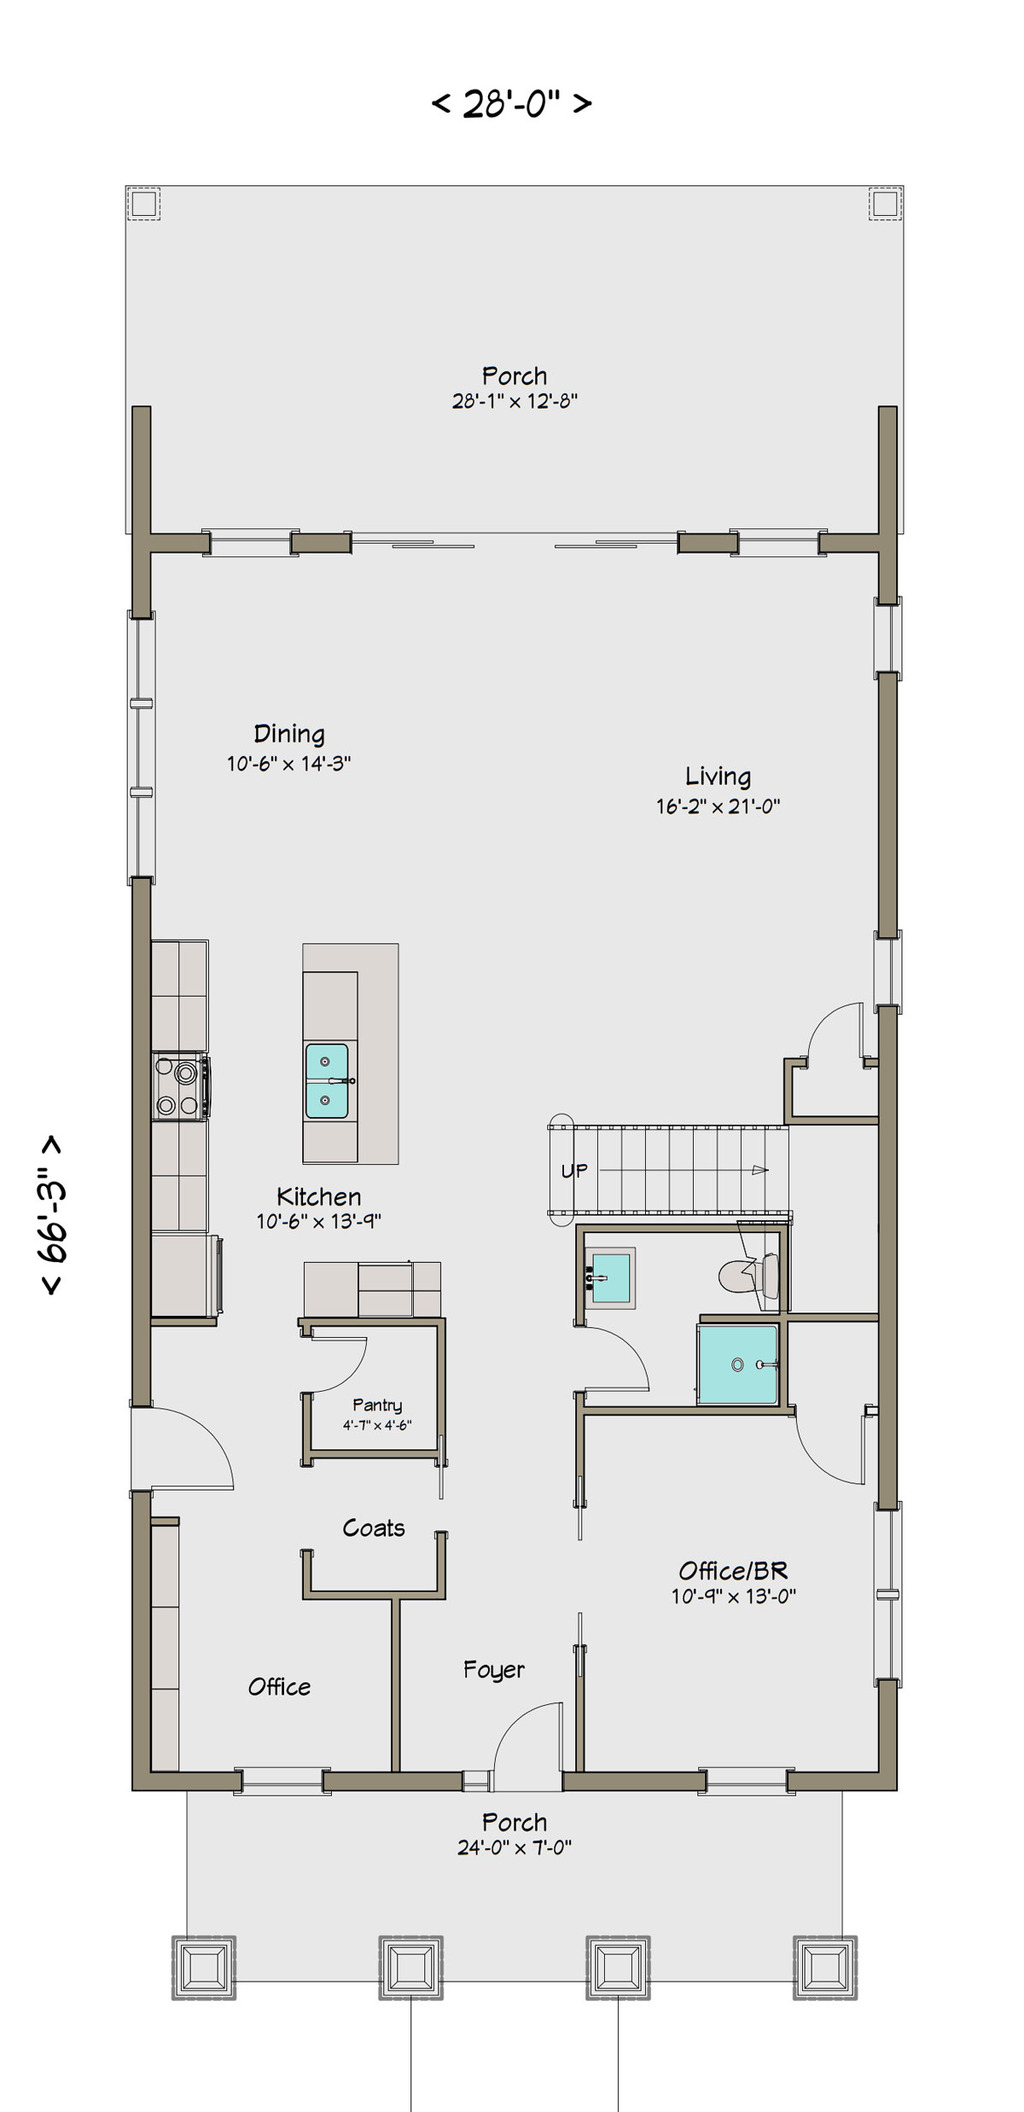 < 28'-0" >
Porch
28'-1" x 12'-8"
Dining
10'-6" x 14'-3"
Living
16'-2" x 21'-0"
UP
Kitchen
10'-6" x 13'-9"
< 66'-3" >
Pantry
4'-7" x 4'-6"
Coats
Office/BR
10'-9" x 13'-0"
Foyer
Office
Porch
24'-0" x 7'-0"